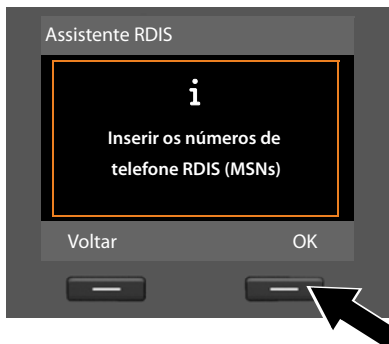 Assistente RDIS
i
Inserir os números de
telefone RDIS (MSNs)
Voltar
OK